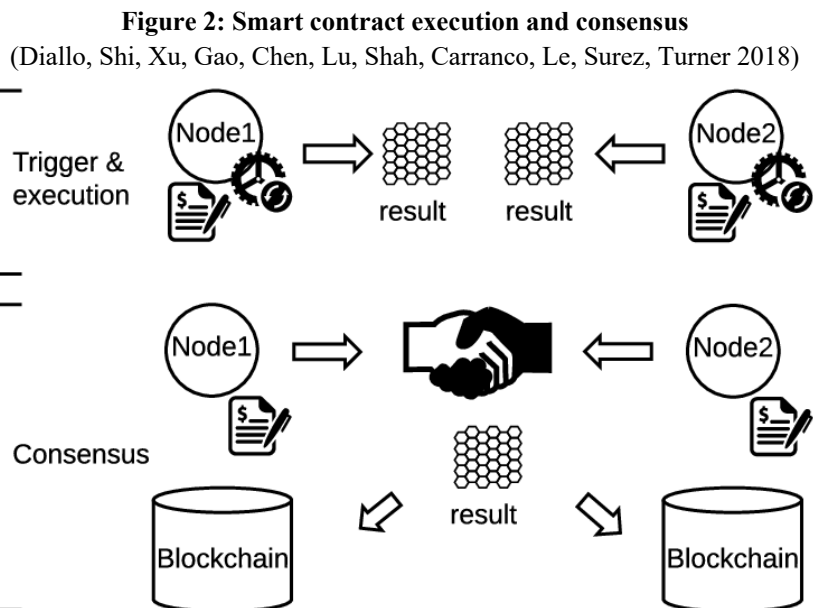 Figure 2: Smart contract execution and consensus
(Diallo, Shi, Xu, Gao, Chen, Lu, Shah, Carranco, Le, Surez, Turner 2018)
Trigger &
execution
Node1
$
result
result
Node2
$
Consensus
Node1
$
Node2
$
result
Blockchain
Blockchain